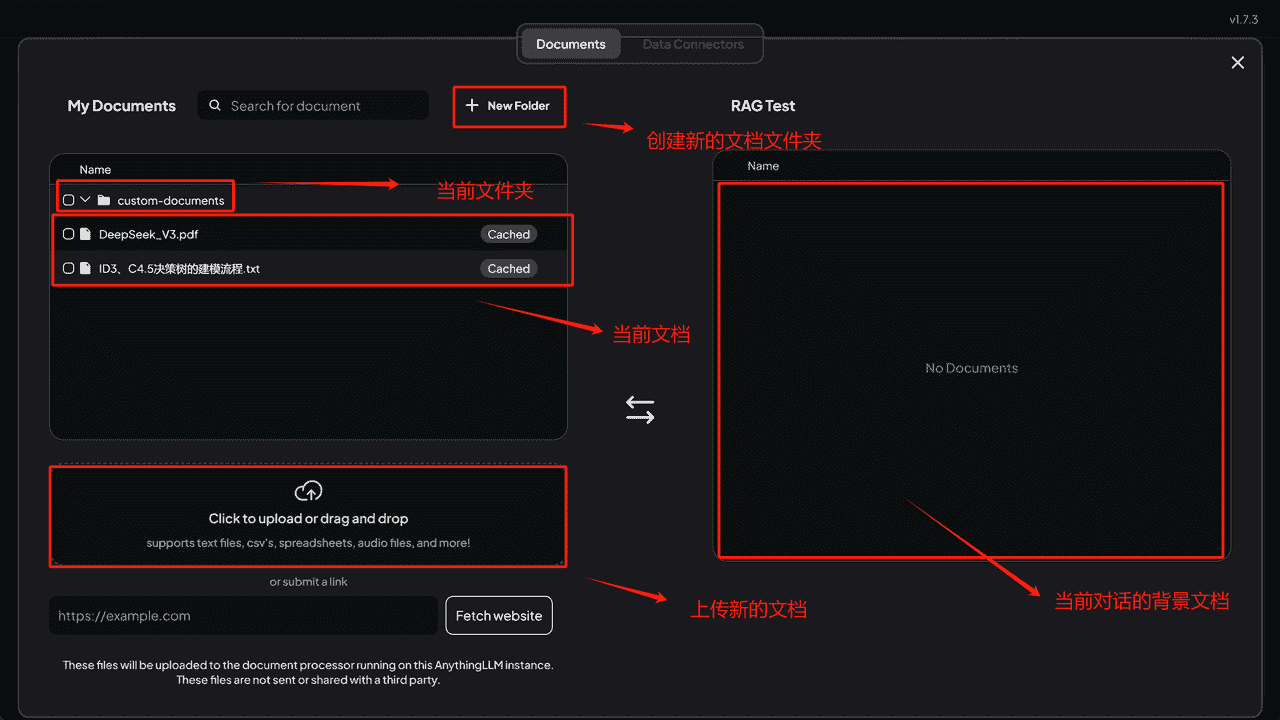 v1.7.3
Documents
Data Connectors
My Documents
Search for document
New Folder
创建新的文档文件夹
Name
custom-documents
当前文件夹
DeepSeek_V3.pdf
Cached
ID3、C4.5决策树的建模流程.txt
Cached
当前文档
Click to upload or drag and drop
supports text files, csv's, spreadsheets, audio files, and more!
上传新的文档
or submit a link
https://example.com
Fetch website
These files will be uploaded to the document processor running on this AnythingLLM instance.
These files are not sent or shared with a third party.
RAG Test
Name
No Documents
当前对话的背景文档